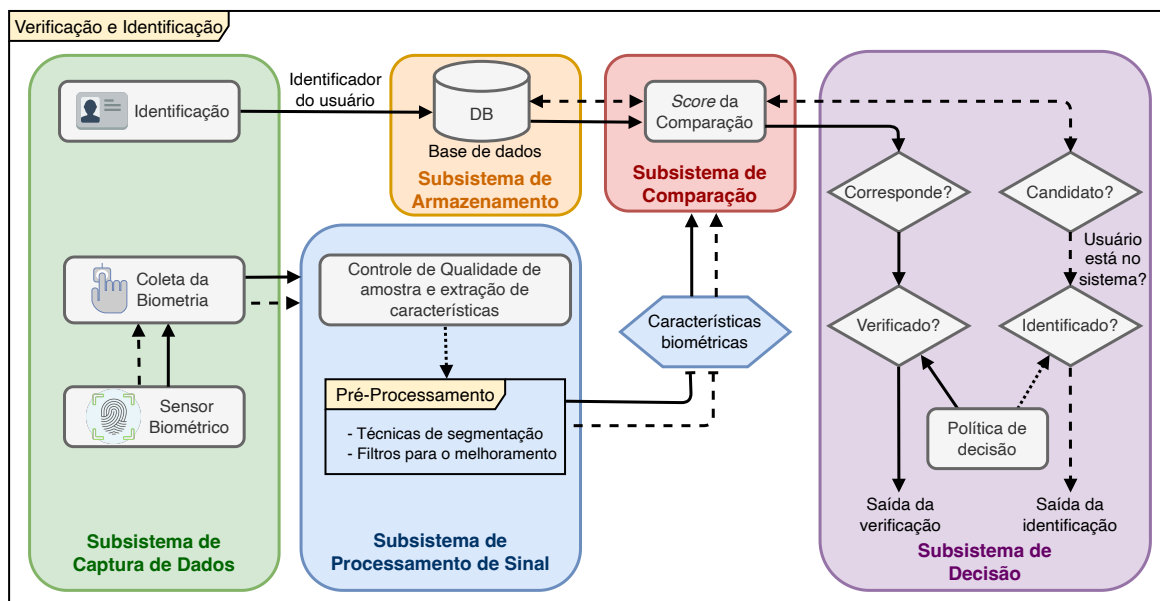 Verificação e Identificação
Identificação
Identificador
do usuário
DB
Base de dados
Subsistema de
Armazenamento
Score da
Comparação
Subsistema de
Comparação
Corresponde?
Candidato?
Usuário
está no
sistema?
Verificado?
Identificado?
Política de
decisão
Saída da
verificação
Saída da
identificação
Subsistema de
Decisão
Coleta da
Biometria
Sensor
Biométrico
Subsistema de
Captura de Dados
Controle de Qualidade de
amostra e extração de
características
Pré-Processamento
- Técnicas de segmentação
- Filtros para o melhoramento
Subsistema de
Processamento de Sinal
Características
biométricas